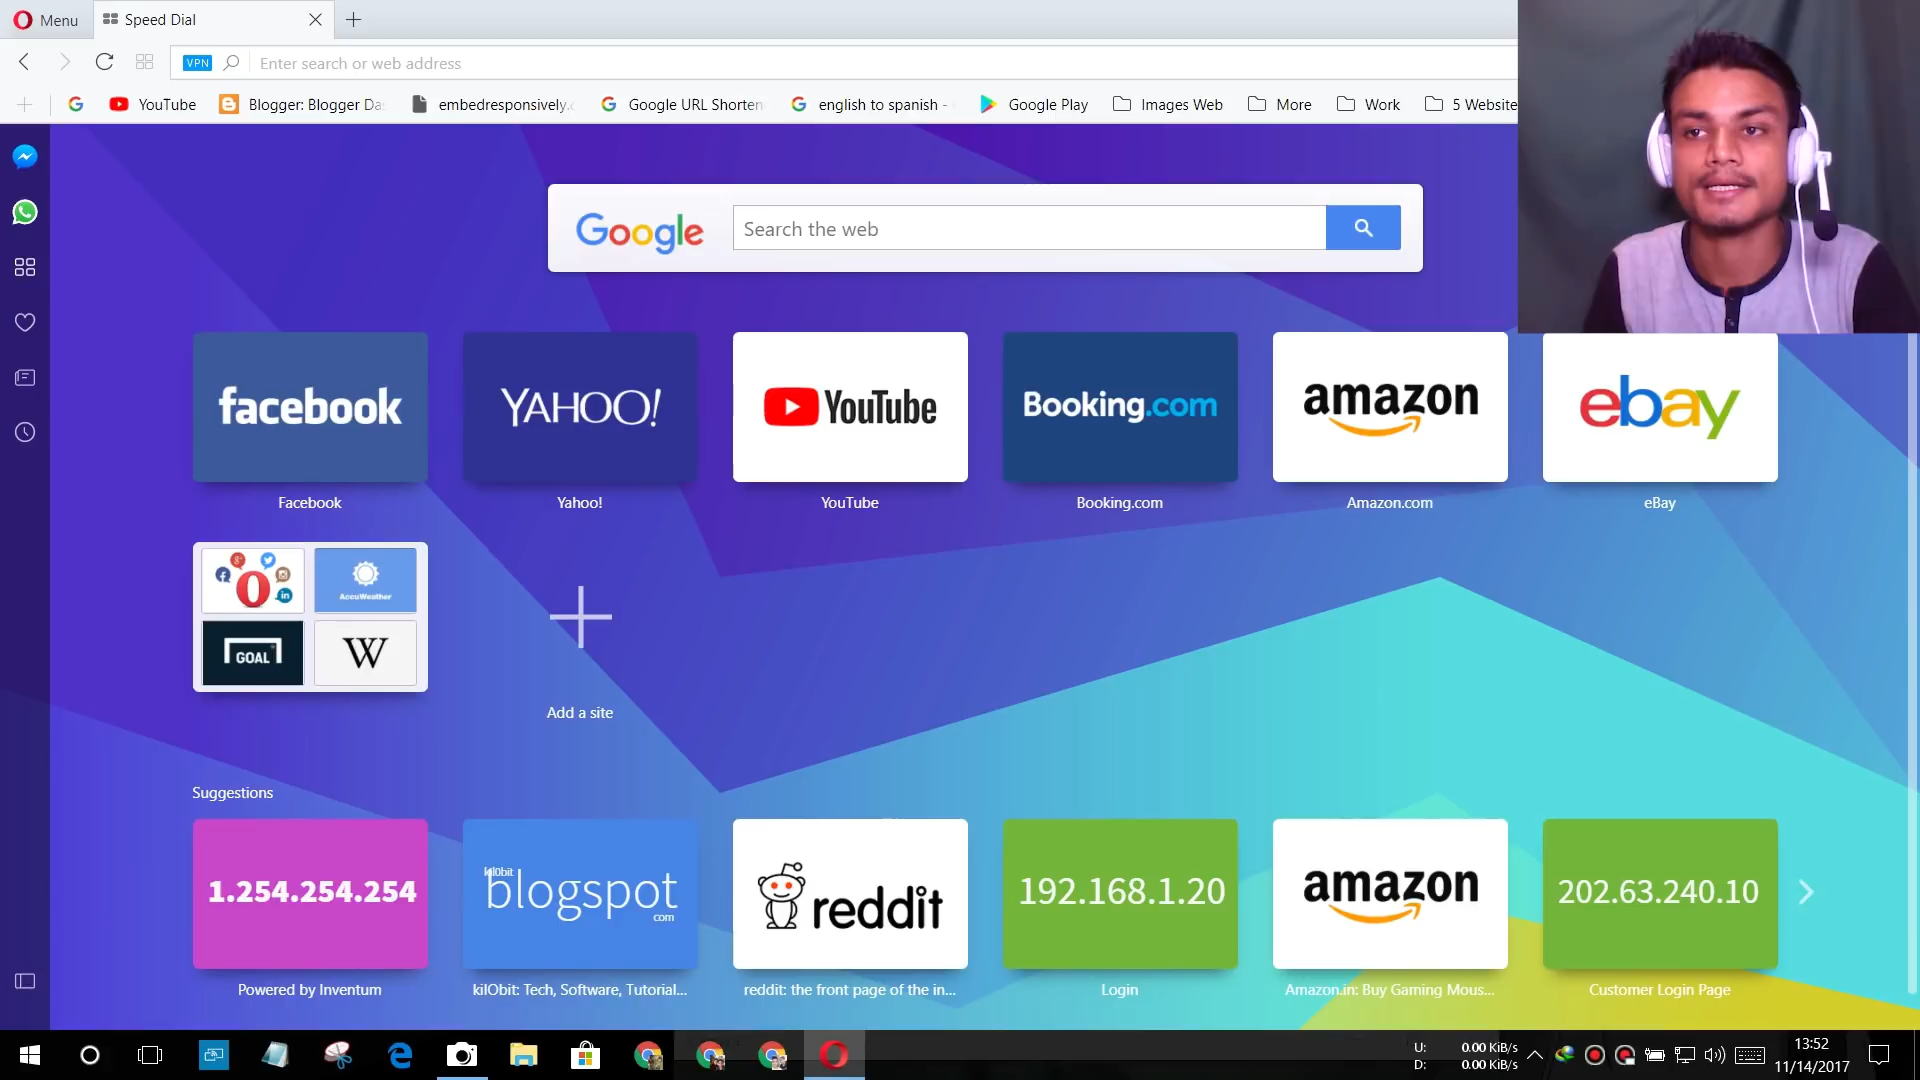 Menu
Speed Dial
VPN
Enter search or web address
YouTube
Blogger: Blogger Da
embedresponsively.
Google URL Shorten
english to spanish -
Google Play
Images Web
More
Work
5 Website
Google
Search the web
facebook
YAHOO!
YouTube
Booking.com
amazon
ebay
Facebook
Yahoo!
YouTube
Booking.com
Amazon.com
eBay
AccuWeather
GOAL
W
Add a site
Suggestions
1.254.254.254
kil0bit
blogspot
com
reddit
192.168.1.20
amazon
202.63.240.10
Powered by Inventum
kilObit: Tech, Software, Tutorial...
reddit: the front page of the in...
Login
Amazon.in: Buy Gaming Mous...
Customer Login Page
U: 0.00 KiB/s
D: 0.00 KiB/s
13:52
11/14/2017